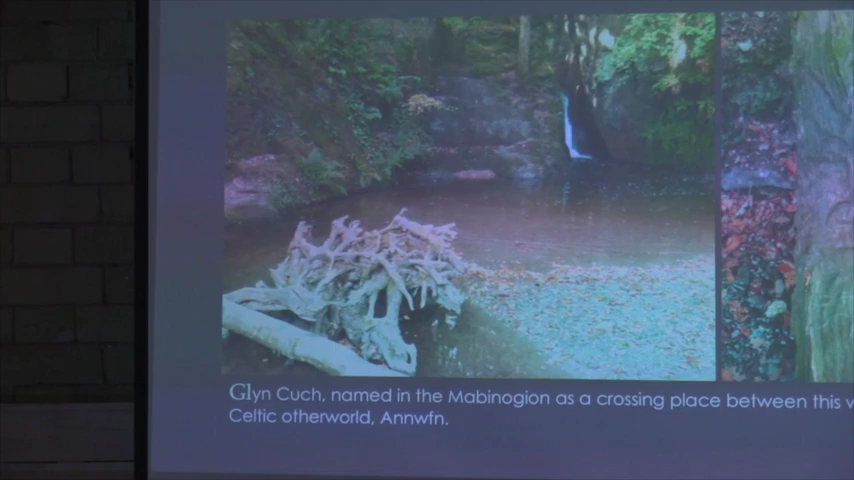 Glyn Cuch, named in the Mabinogion as a crossing place between this
Celtic otherworld, Annwfn.